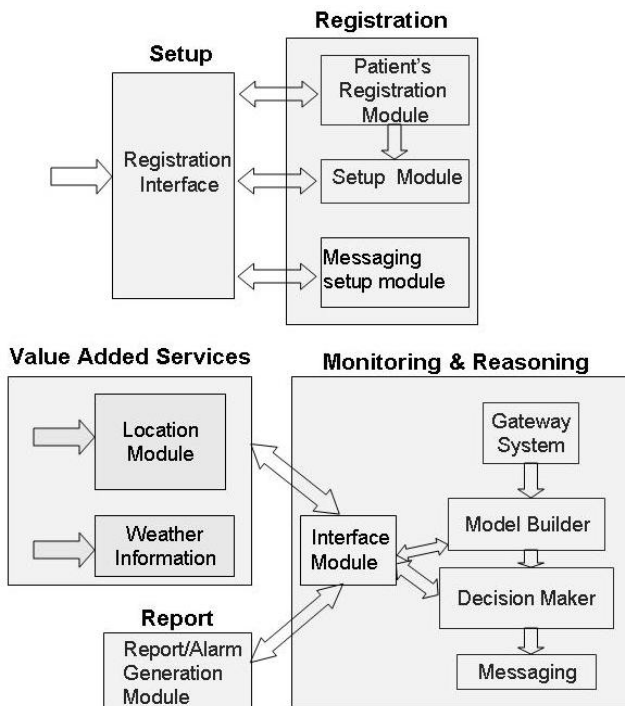 Registration
Setup
Patient's
Registration
Module
Registration
Interface
Setup Module
Messaging
setup module
Value Added Services
Monitoring & Reasoning
Location
Module
Gateway
System
Weather
Information
Interface
Module
Model Builder
Decision Maker
Messaging
Report
Report/Alarm
Generation
Module